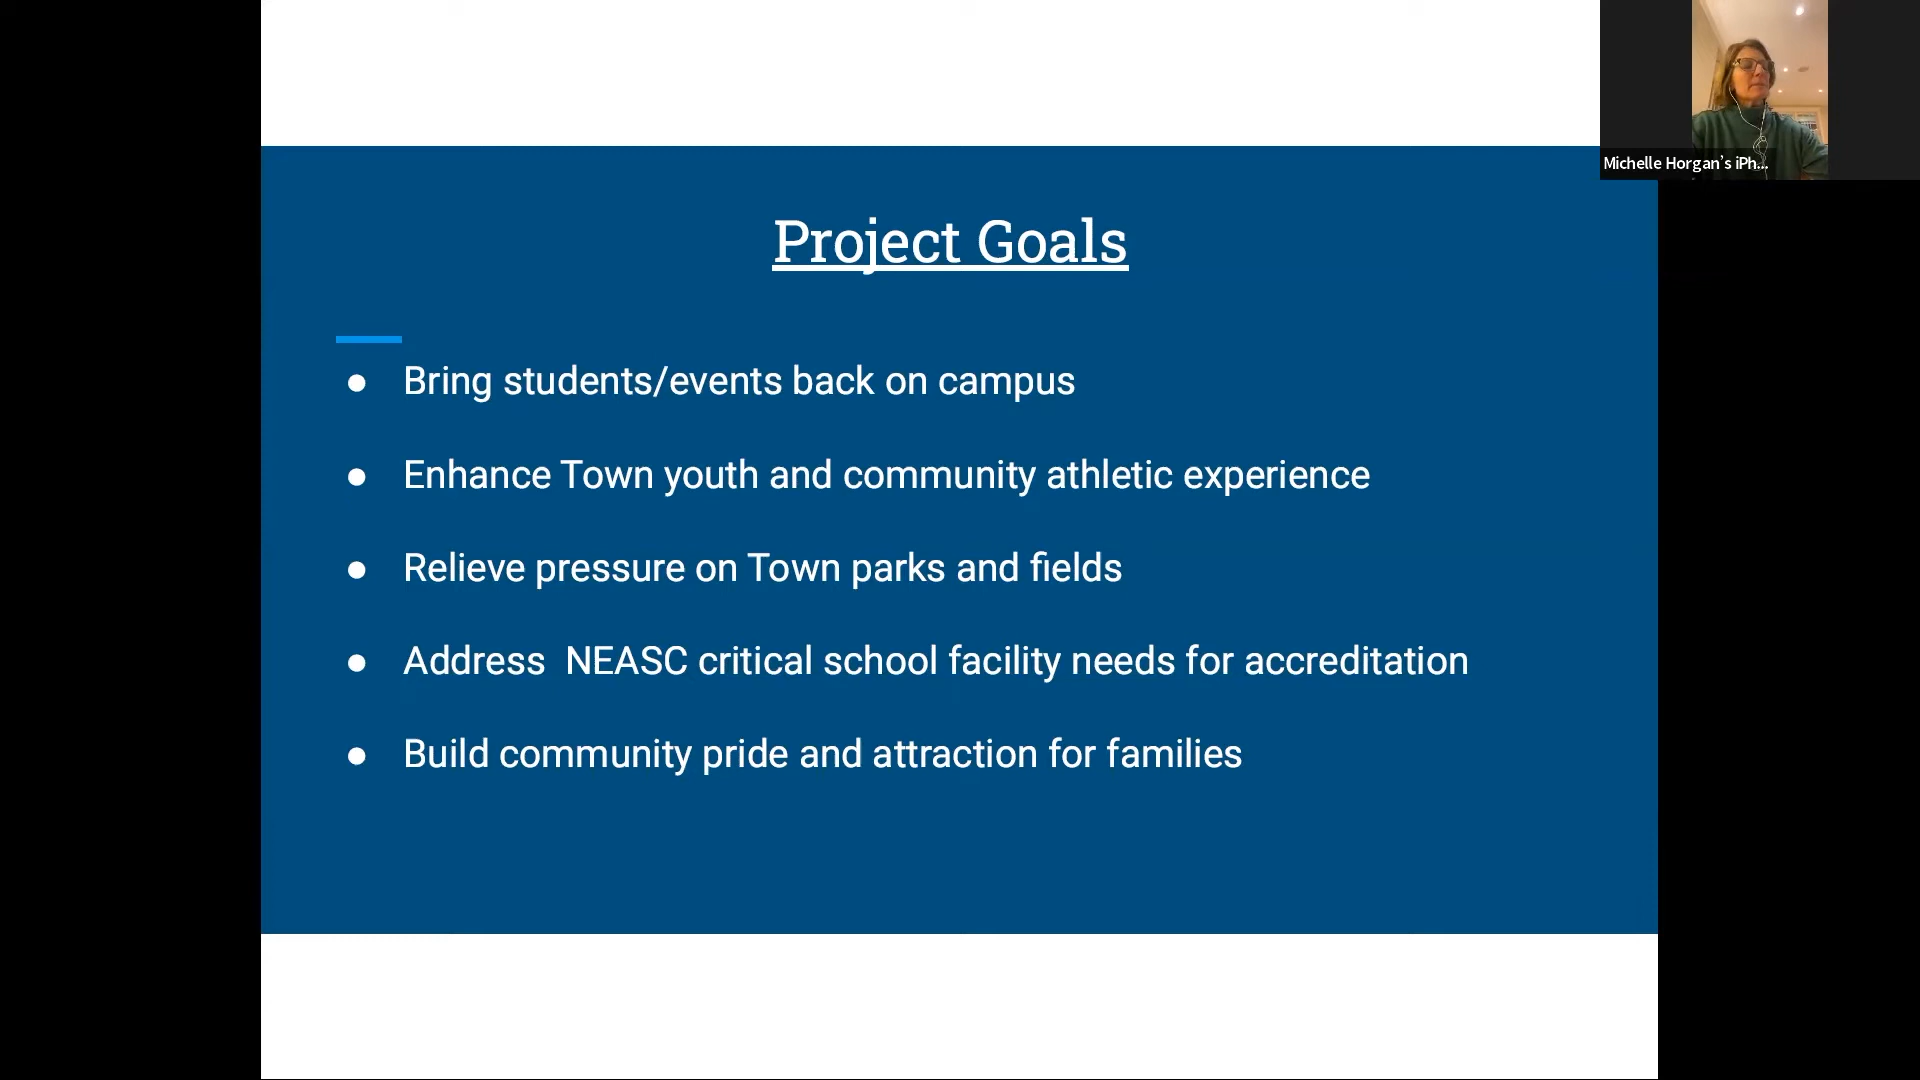 Michelle Horgan's iPh...
Project Goals
● Bring students/events back on campus
● Enhance Town youth and community athletic experience
● Relieve pressure on Town parks and fields
● Address  NEASC critical school facility needs for accreditation
● Build community pride and attraction for families